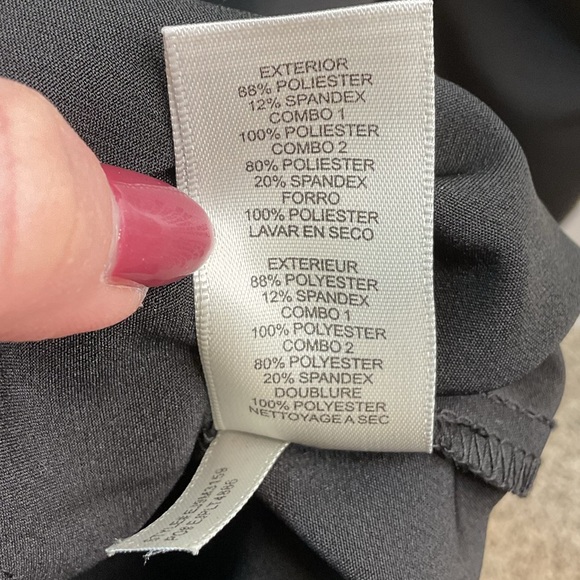 EXTERIOR
88% POLIESTER
12% SPANDEX
COMBO 1
100% POLIESTER
COMBO 2
80% POLIESTER
20% SPANDEX
FORRO
100% POLIESTER
LAVAR EN SECO
EXTERIEUR
88% POLYESTER
12% SPANDEX
COMBO 1
100% POLYESTER
COMBO 2
80% POLYESTER
20% SPANDEX
DOUBLURE
100% POLYESTER
NETTOYAGE A SEC